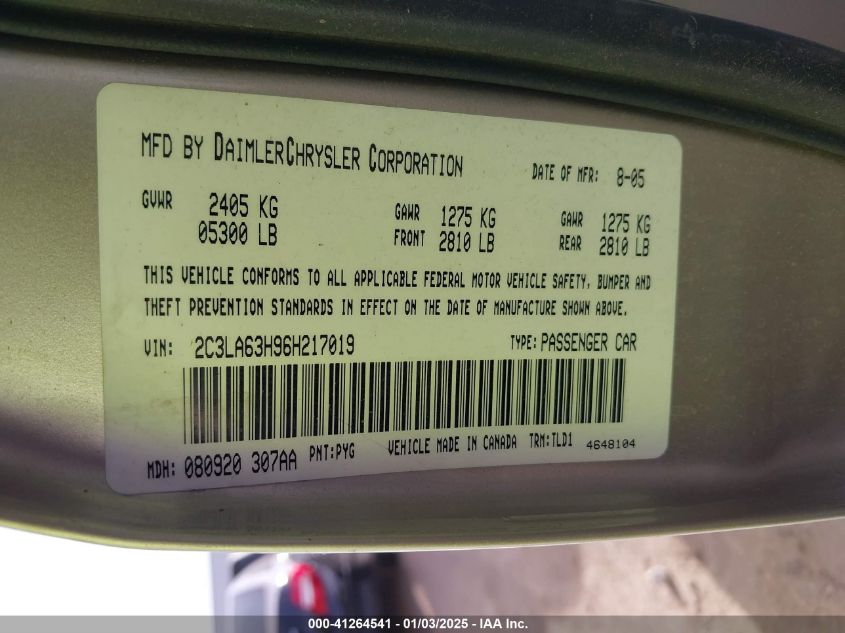 MFD BY DAIMLERCHRYSLER CORPORATION DATE OF MFR: 8-05
GVWR 2405 KG GAWR 1275 KG GAWR 1275 KG
05300 LB FRONT 2810 LB REAR 2810 LB
THIS VEHICLE CONFORMS TO ALL APPLICABLE FEDERAL MOTOR VEHICLE SAFETY, BUMPER AND
THEFT PREVENTION STANDARDS IN EFFECT ON THE DATE OF MANUFACTURE SHOWN ABOVE.
VIN: 2C3LA63H96H217019 TYPE: PASSENGER CAR
MDH: 080920 307AA PNT: PYG VEHICLE MADE IN CANADA TRM: TLD1 4648104
000-41264541 - 01/03/2025 - IAA Inc.